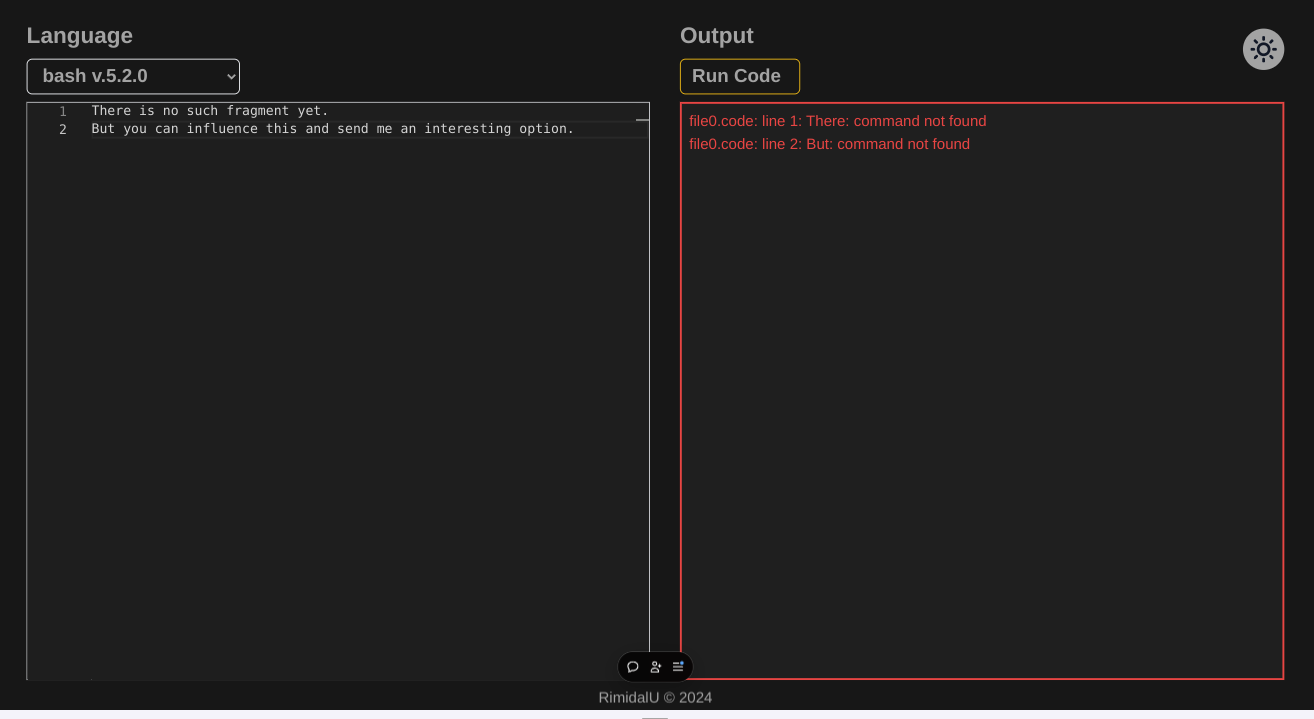 Language
bash v.5.2.0
1 There is no such fragment yet.
2 But you can influence this and send me an interesting option.
Output
Run Code
file0.code: line 1: There: command not found
file0.code: line 2: But: command not found
RimidalU © 2024